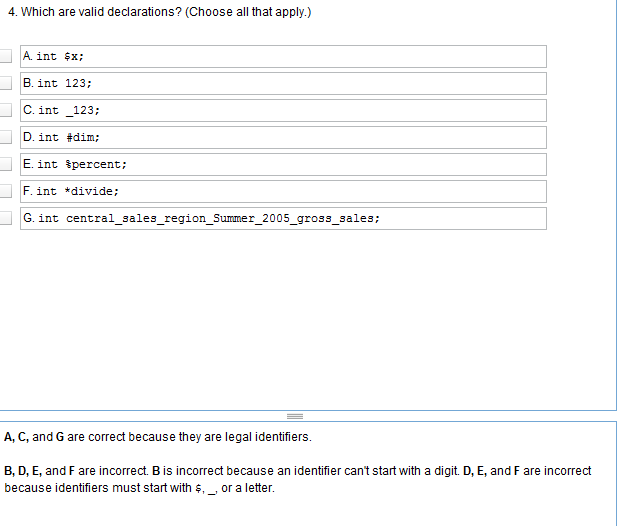 4. Which are valid declarations? (Choose all that apply.)
A. int $x;
B. int 123;
C. int _123;
D. int #dim;
E. int %percent;
F. int *divide;
G. int central_sales_region_Summer_2005_gross_sales;
A, C, and G are correct because they are legal identifiers.
B, D, E, and F are incorrect. B is incorrect because an identifier can't start with a digit. D, E, and F are incorrect
because identifiers must start with $, _, or a letter.